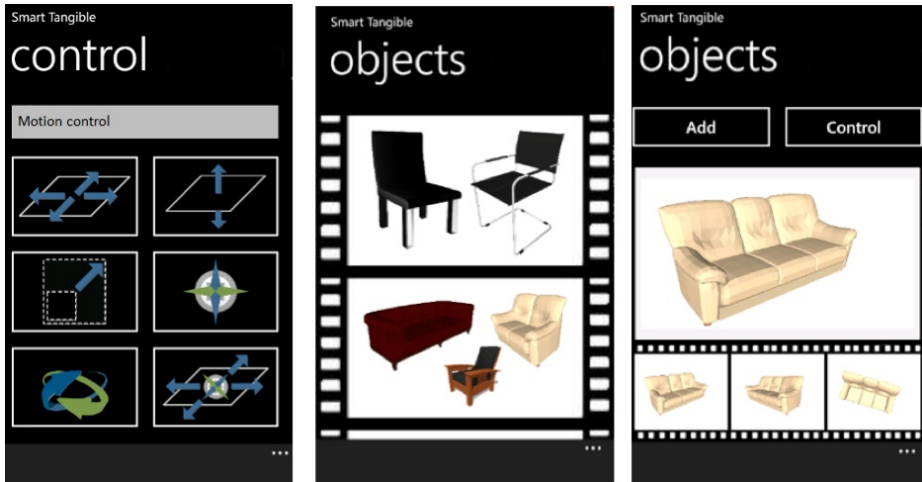 Smart Tangible
control
Motion control
Smart Tangible
objects
Smart Tangible
objects
Add
Control